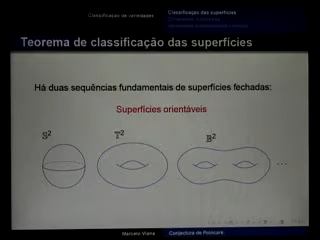 Classificação de variedades
Classificação das superfícies
Teorema de classificação das superfícies
Há duas sequências fundamentais de superfícies fechadas:
Superfícies orientáveis
S² T² B²
...
Marcelo Viana Conjectura de Poincaré